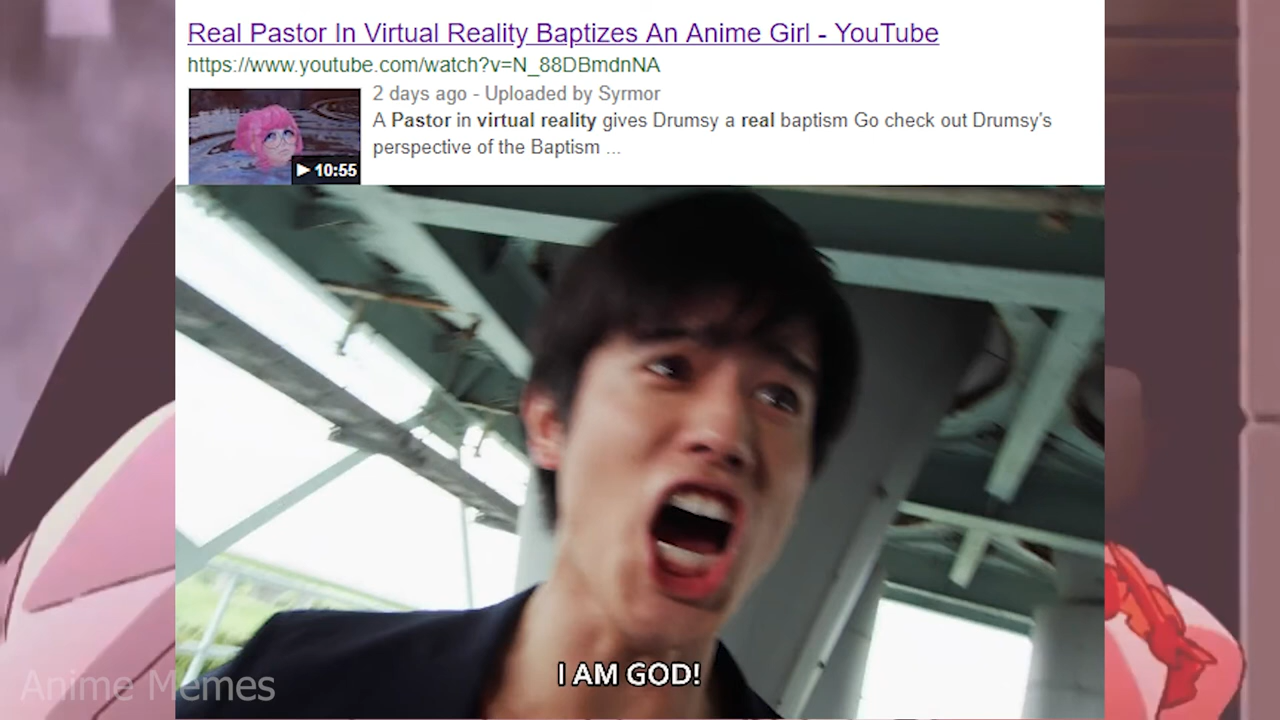 Real Pastor In Virtual Reality Baptizes An Anime Girl - YouTube
https://www.youtube.com/watch?v=N_88DBmdnNA
2 days ago - Uploaded by Syrmor
A Pastor in virtual reality gives Drumsy a real baptism Go check out Drumsy's
perspective of the Baptism ...
10:55
I AM GOD!
Anime Memes